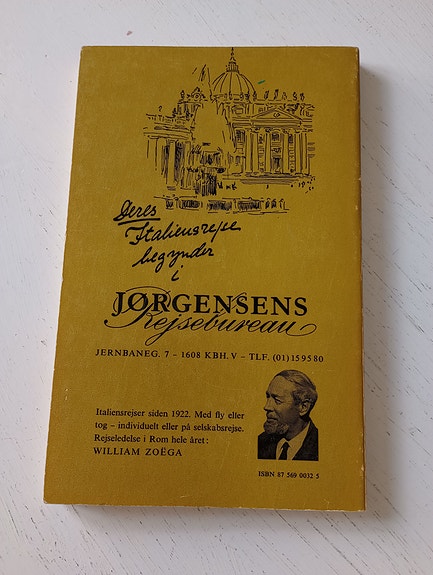 Deres
Italiensrejse
begynder
i
JØRGENSENS
Rejsebureau
JERNBANEG. 7 – 1608 KBH. V – TLF. (01) 15 95 80
Italiensrejser siden 1922. Med fly eller
tog – individuelt eller på selskabsrejse.
Rejseledelse i Rom hele året:
WILLIAM ZOËGA
ISBN 87 569 0032 5